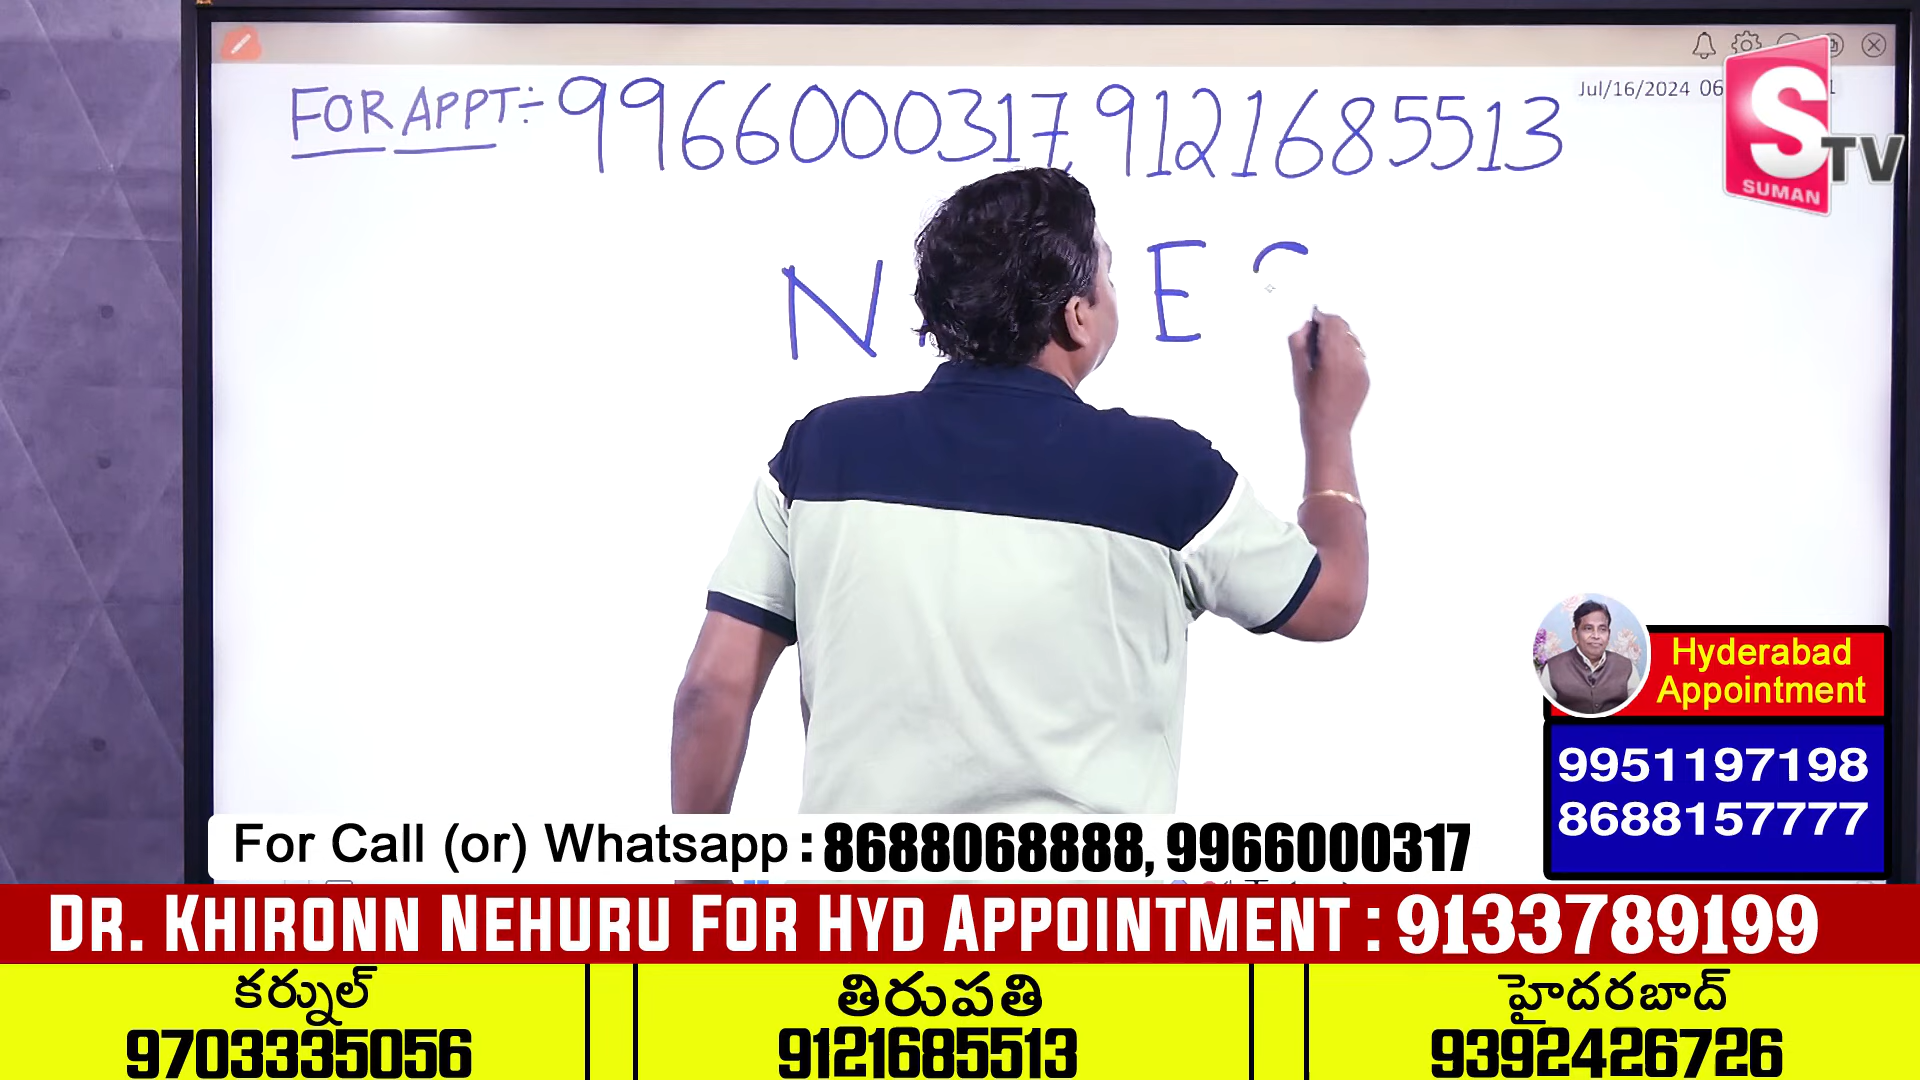 FOR APPT:- 9966000317, 9121685513
Jul/16/2024 06
S TV
SUMAN
N E
Hyderabad
Appointment
9951197198
8688157777
For Call (or) Whatsapp : 8688068888, 9966000317
DR. KHIRONN NEHURU FOR HYD APPOINTMENT : 9133789199
కర్నుల్ తిరుపతి హైదరబాద్
9703335056 9121685513 9392426726